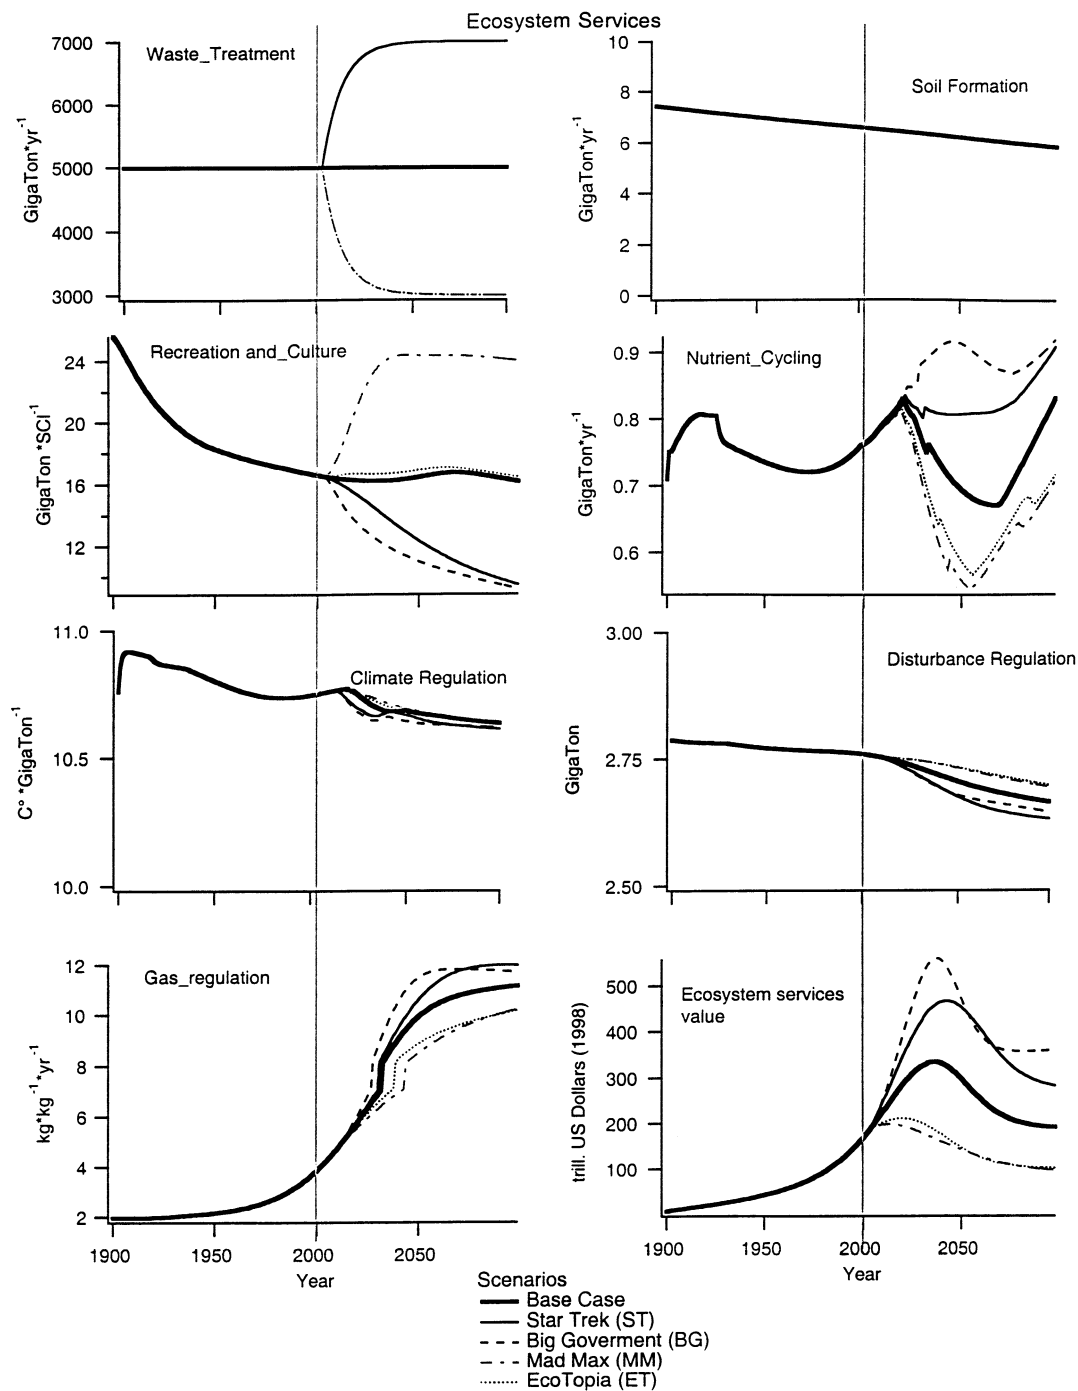 Ecosystem Services
7000
6000
5000
4000
3000
GigaTon*yr-1
Waste_Treatment
10
8
6
4
2
0
GigaTon*yr-1
Soil Formation
24
20
16
12
GigaTon *SCI-1
Recreation and_Culture
0.9
0.8
0.7
0.6
GigaTon*yr-1
Nutrient_Cycling
11.0
10.5
10.0
C° *GigaTon-1
Climate Regulation
3.00
2.75
2.50
GigaTon
Disturbance Regulation
12
10
8
6
4
2
kg*kg-1*yr-1
Gas_regulation
1900 1950 2000 2050
Year
500
400
300
200
100
trill. US Dollars (1998)
Ecosystem services
value
1900 1950 2000 2050
Year
Scenarios
Base Case
Star Trek (ST)
Big Goverment (BG)
Mad Max (MM)
EcoTopia (ET)